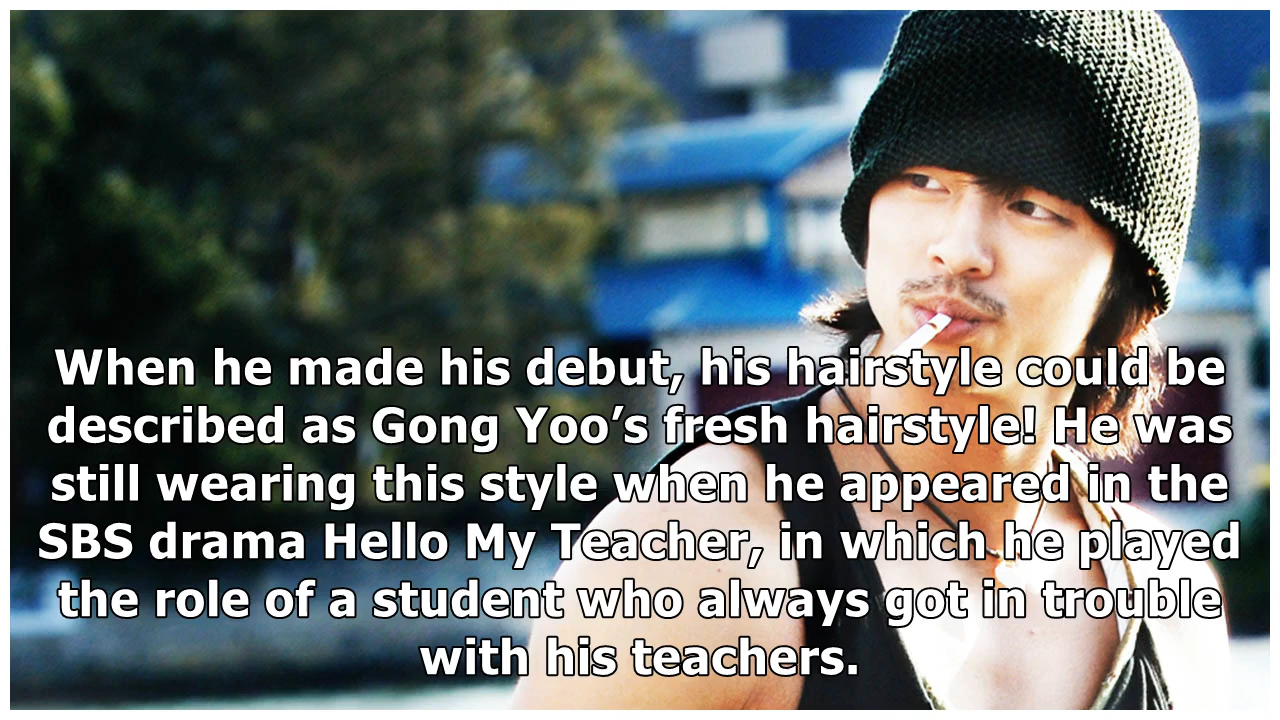 When he made his debut, his hairstyle could be
described as Gong Yoo’s fresh hairstyle! He was
still wearing this style when he appeared in the
SBS drama Hello My Teacher, in which he played
the role of a student who always got in trouble
with his teachers.